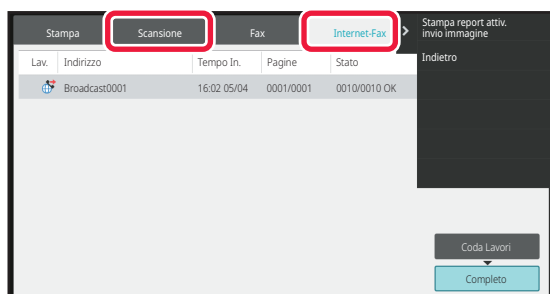 Stampa Scansione Fax Internet-Fax
Stampa report attiv.
invio immagine
Indietro
Lav. Indirizzo Tempo In. Pagine Stato
Broadcast0001 16:02 05/04 0001/0001 0010/0010 OK
Coda Lavori
Completo